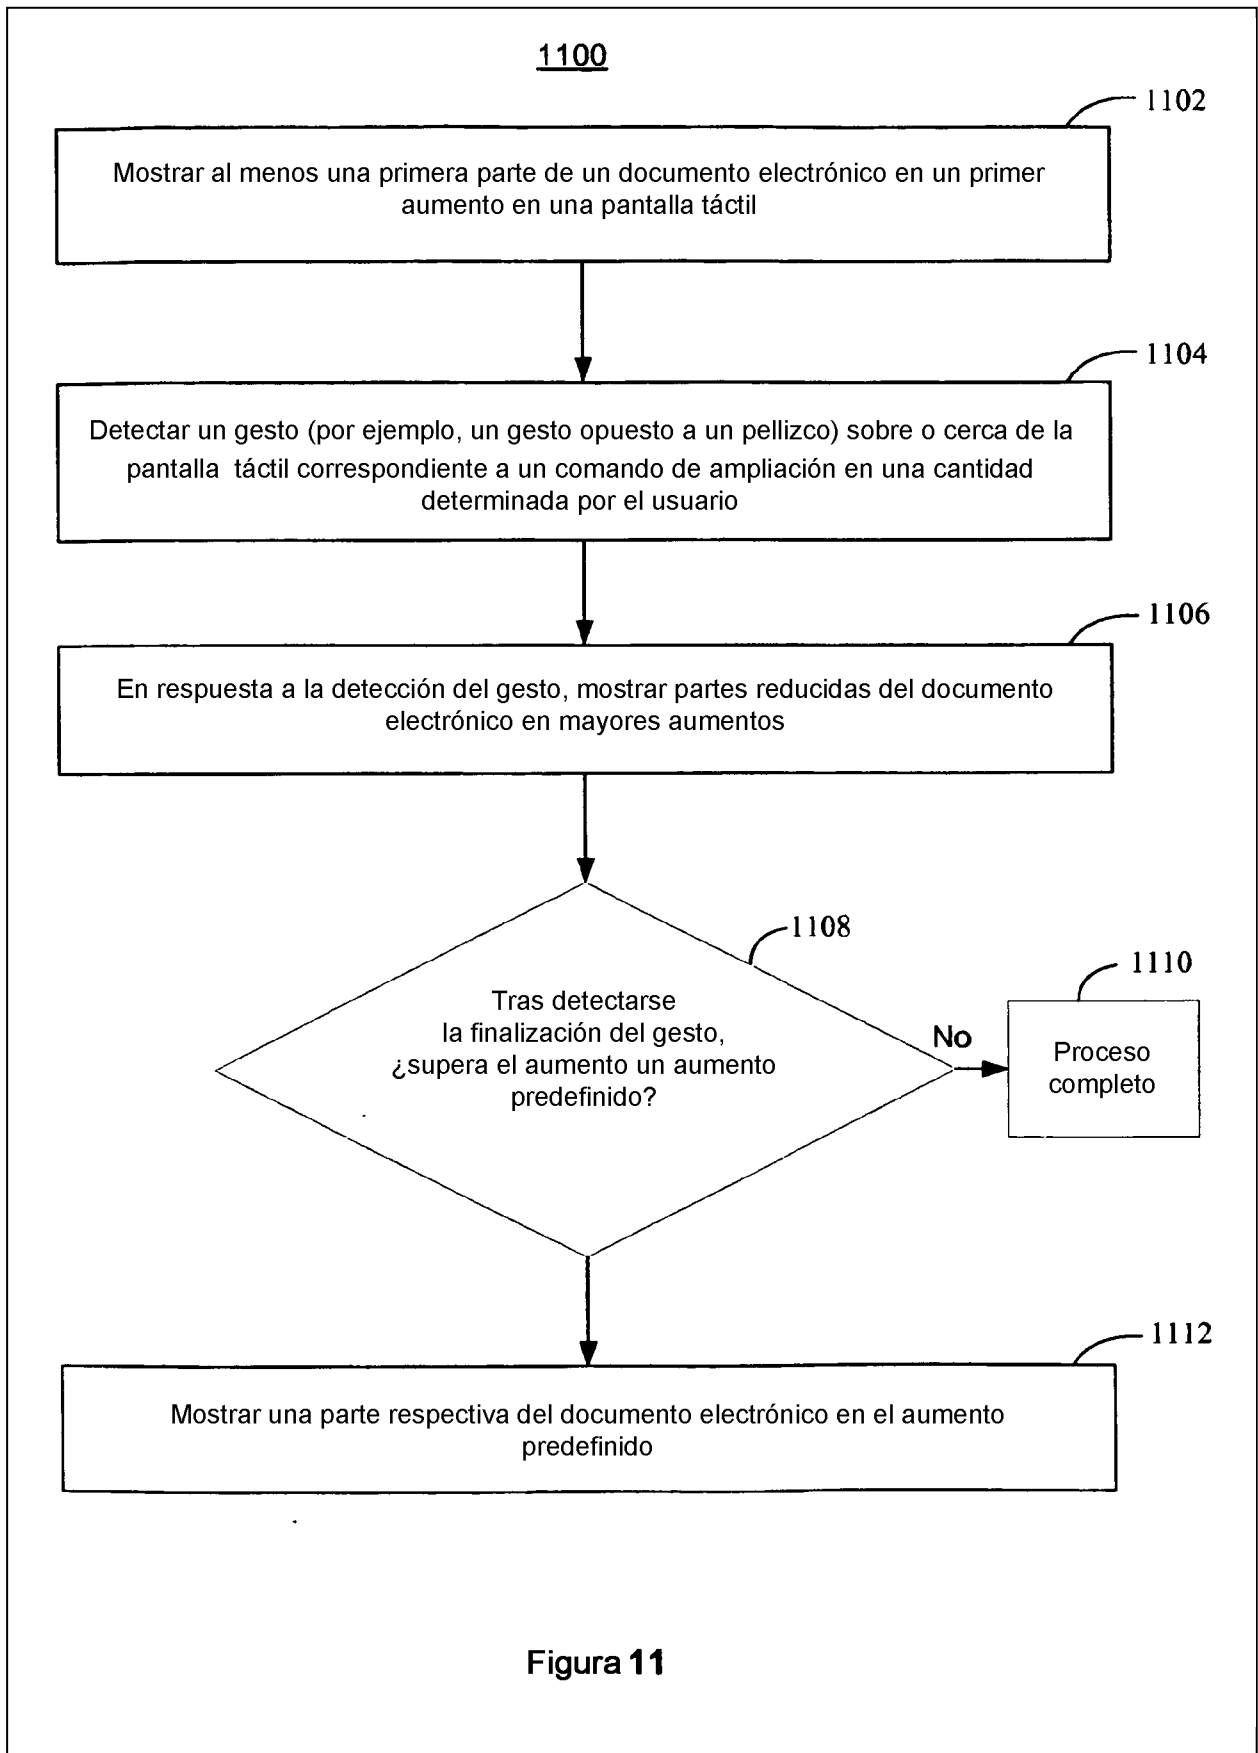 1100
1102
Mostrar al menos una primera parte de un documento electrónico en un primer
aumento en una pantalla táctil
1104
Detectar un gesto (por ejemplo, un gesto opuesto a un pellizco) sobre o cerca de la
pantalla táctil correspondiente a un comando de ampliación en una cantidad
determinada por el usuario
1106
En respuesta a la detección del gesto, mostrar partes reducidas del documento
electrónico en mayores aumentos
1108
Tras detectarse
la finalización del gesto,
¿supera el aumento un aumento
predefinido?
No
1110
Proceso
completo
1112
Mostrar una parte respectiva del documento electrónico en el aumento
predefinido
Figura 11